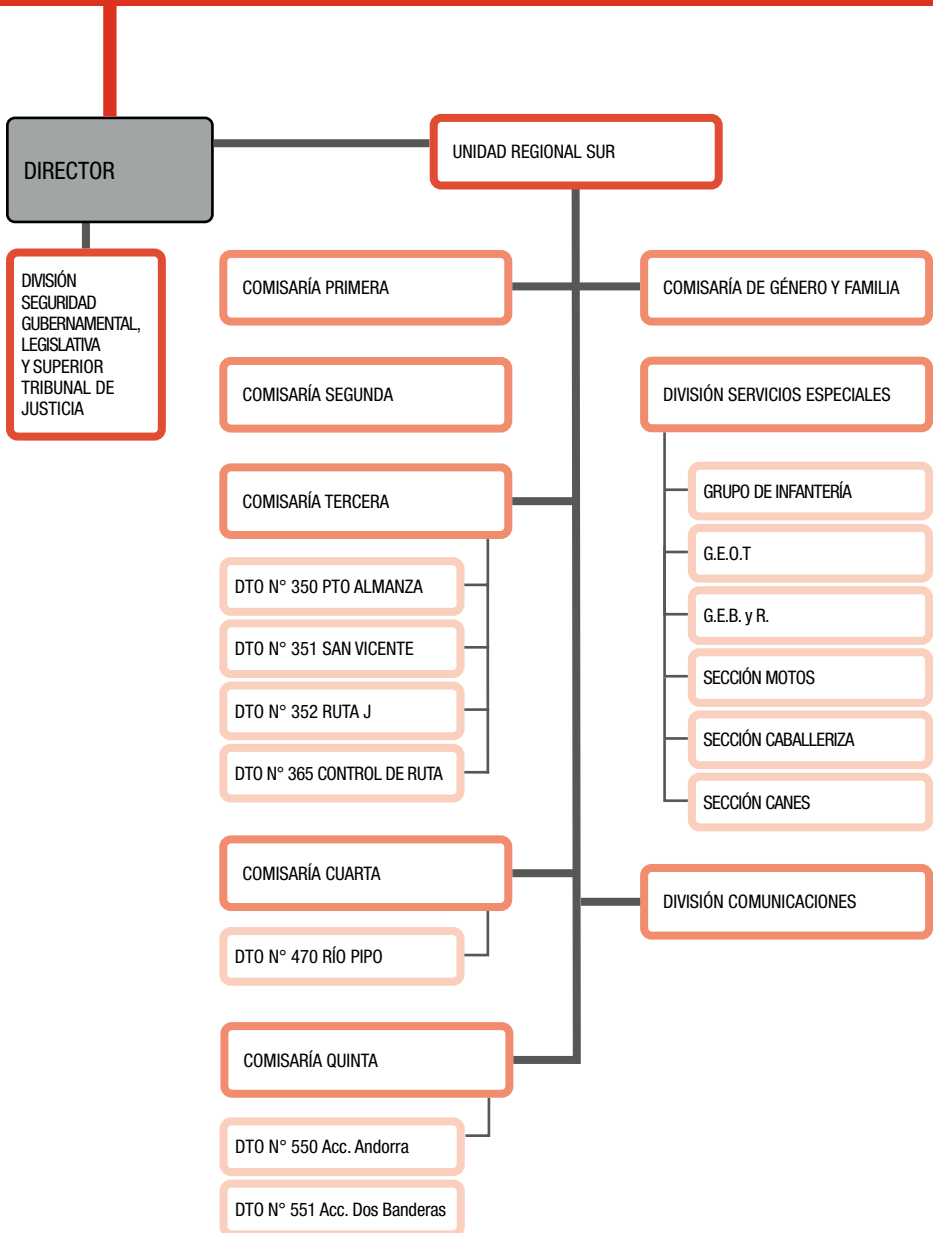 DIRECTOR
UNIDAD REGIONAL SUR
DIVISIÓN
SEGURIDAD
GUBERNAMENTAL,
LEGISLATIVA
Y SUPERIOR
TRIBUNAL DE
JUSTICIA
COMISARÍA PRIMERA
COMISARÍA SEGUNDA
COMISARÍA TERCERA
DTO N° 350 PTO ALMANZA
DTO N° 351 SAN VICENTE
DTO N° 352 RUTA J
DTO N° 365 CONTROL DE RUTA
COMISARÍA CUARTA
DTO N° 470 RÍO PIPO
COMISARÍA QUINTA
DTO N° 550 Acc. Andorra
DTO N° 551 Acc. Dos Banderas
COMISARÍA DE GÉNERO Y FAMILIA
DIVISIÓN SERVICIOS ESPECIALES
GRUPO DE INFANTERÍA
G.E.O.T
G.E.B. y R.
SECCIÓN MOTOS
SECCIÓN CABALLERIZA
SECCIÓN CANES
DIVISIÓN COMUNICACIONES